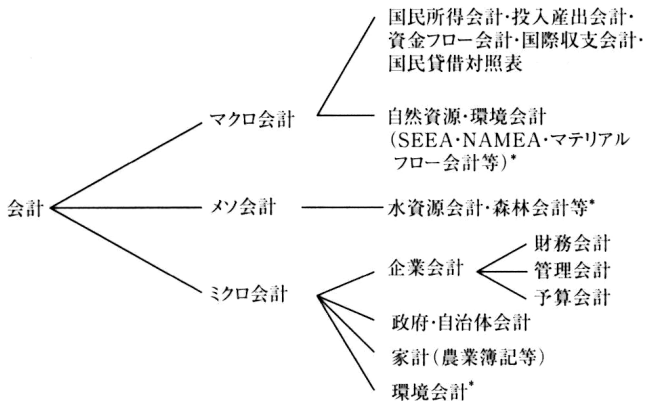 国民所得会計・投入産出会計・
資金フロー会計・国際収支会計・
国民貸借対照表
マクロ会計
自然資源・環境会計
(SEEA・NAMEA・マテリアル
フロー会計等)*
会計
メソ会計
水資源会計・森林会計等*
ミクロ会計
企業会計
財務会計
管理会計
予算会計
政府・自治体会計
家計(農業簿記等)
環境会計*